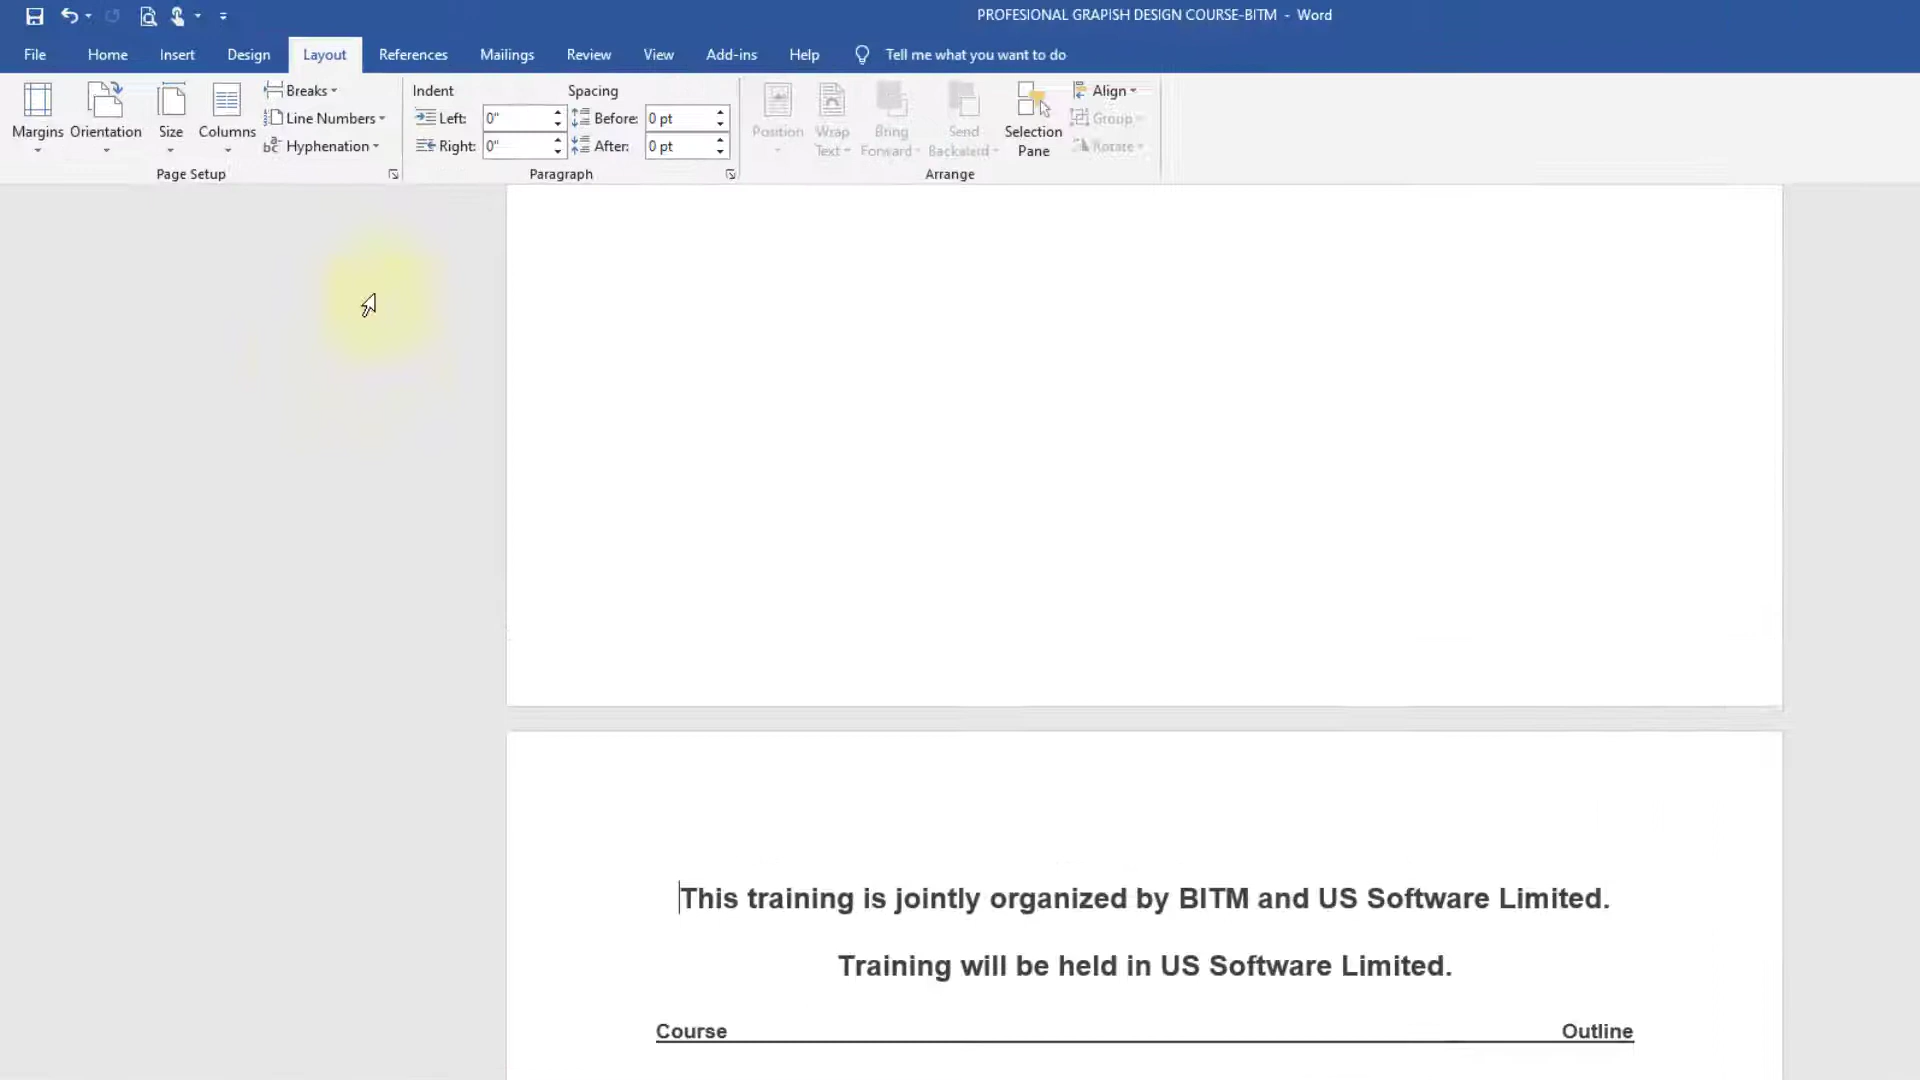 PROFESIONAL GRAPISH DESIGN COURSE-BITM - Word
File Home Insert Design Layout References Mailings Review View Add-ins Help Tell me what you want to do
Margins Orientation Size Columns
Breaks
Line Numbers
Hyphenation
Page Setup
Indent Spacing
Left: 0" Before: 0 pt
Right: 0" After: 0 pt
Paragraph
Position Wrap Text Bring Forward Send Backward Selection Pane
Align
Group
Rotate
Arrange
This training is jointly organized by BITM and US Software Limited.
Training will be held in US Software Limited.
Course Outline